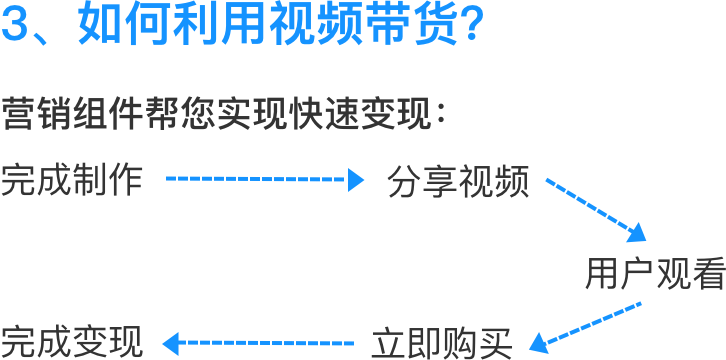 3、如何利用视频带货?
营销组件帮您实现快速变现：
完成制作
分享视频
用户观看
立即购买
完成变现